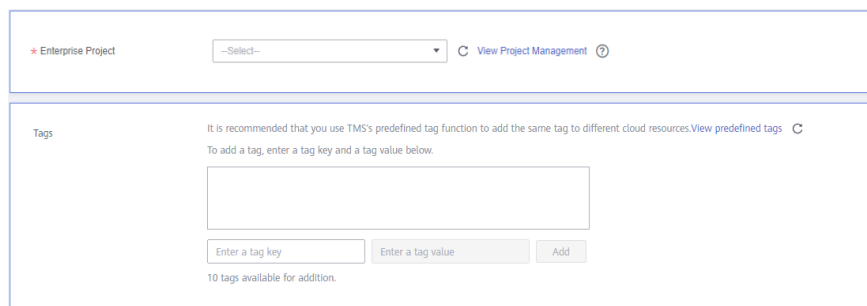 * Enterprise Project --Select-- View Project Management ?
Tags It is recommended that you use TMS's predefined tag function to add the same tag to different cloud resources.View predefined tags
To add a tag, enter a tag key and a tag value below.
Enter a tag key Enter a tag value Add
10 tags available for addition.